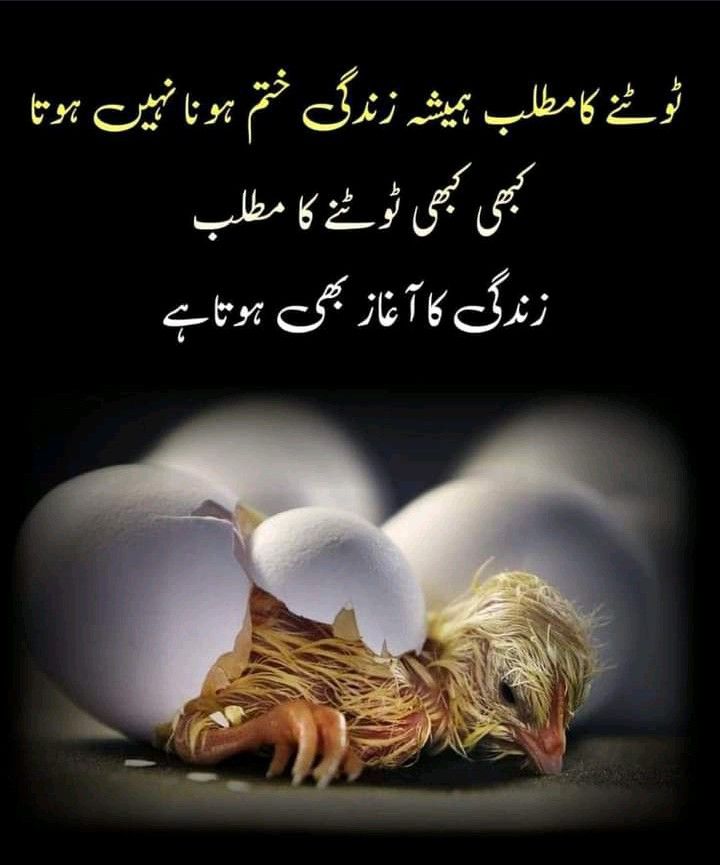 ٹوٹنے کا مطلب ہمیشہ زندگی ختم ہونا نہیں ہوتا
کبھی کبھی ٹوٹنے کا مطلب
زندگی کا آغاز بھی ہوتا ہے